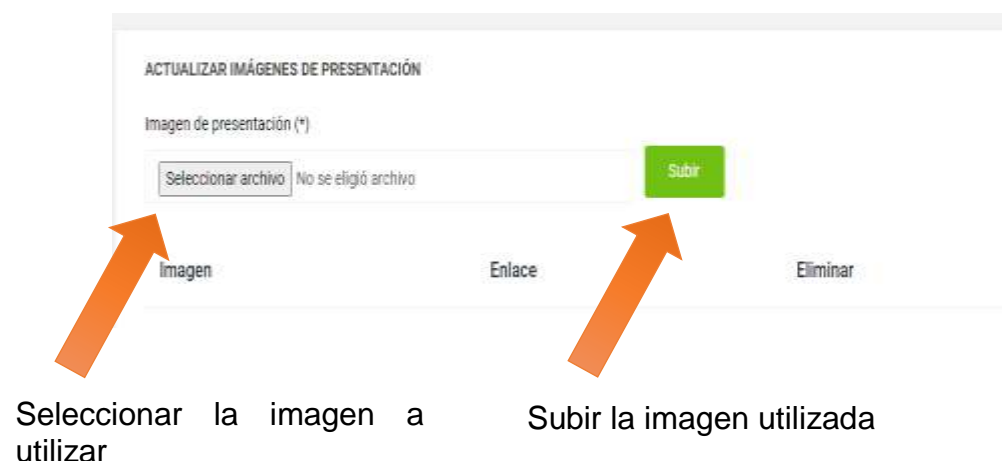 ACTUALIZAR IMÁGENES DE PRESENTACIÓN
Imagen de presentación (*)
Seleccionar archivo No se eligió archivo
Subir
Imagen Enlace Eliminar
Seleccionar la imagen a
utilizar
Subir la imagen utilizada